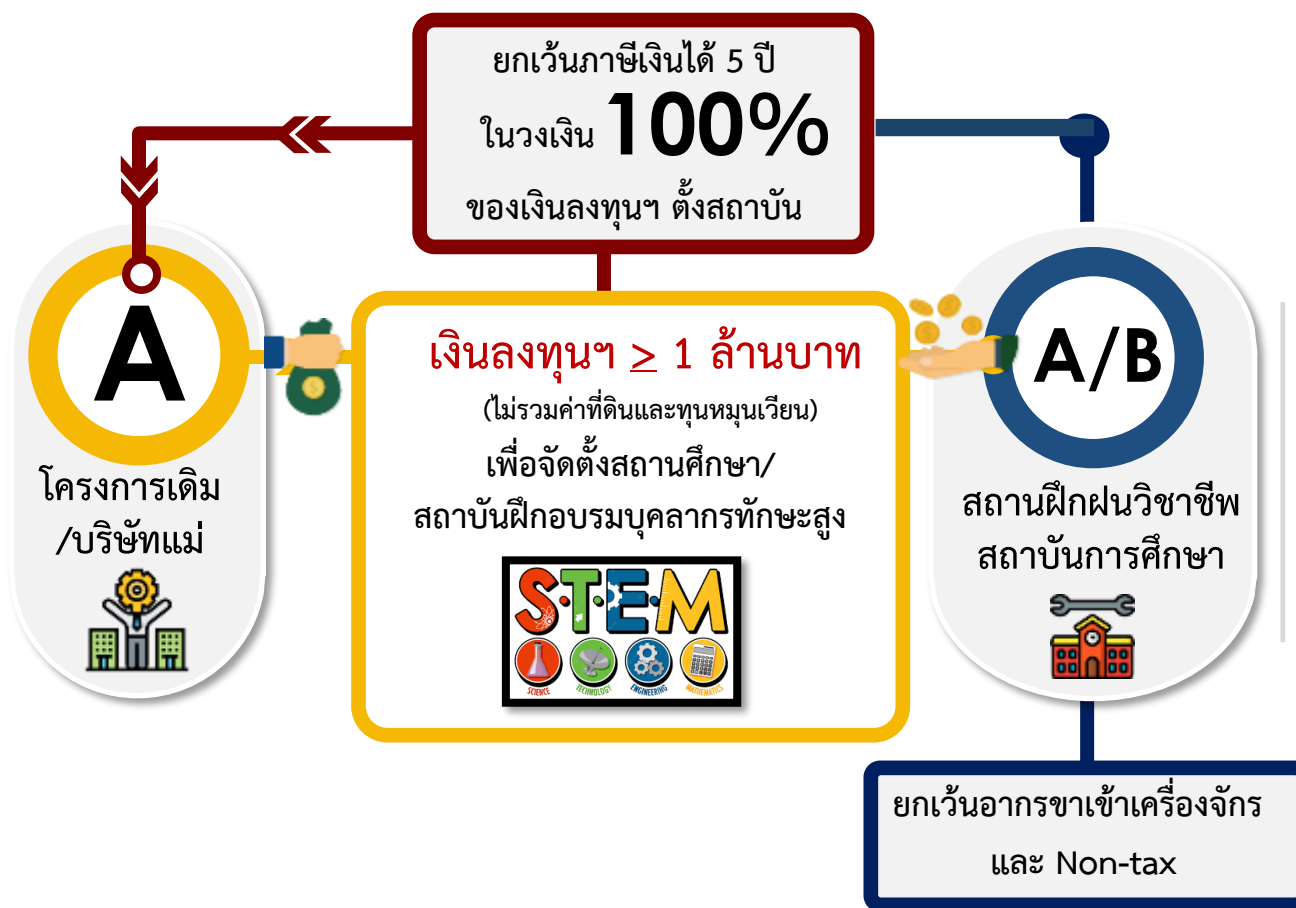 ยกเว้นภาษีเงินได้ 5 ปี
ในวงเงิน 100%
ของเงินลงทุนฯ ตั้งสถาบัน
A
โครงการเดิม
/บริษัทแม่
เงินลงทุนฯ ≥ 1 ล้านบาท
(ไม่รวมค่าที่ดินและทุนหมุนเวียน)
เพื่อจัดตั้งสถานศึกษา/
สถาบันฝึกอบรมบุคลากรทักษะสูง
S·T·E·M
SCIENCE TECHNOLOGY ENGINEERING MATHEMATICS
A/B
สถานฝึกฝนวิชาชีพ
สถาบันการศึกษา
ยกเว้นอากรขาเข้าเครื่องจักร
และ Non-tax